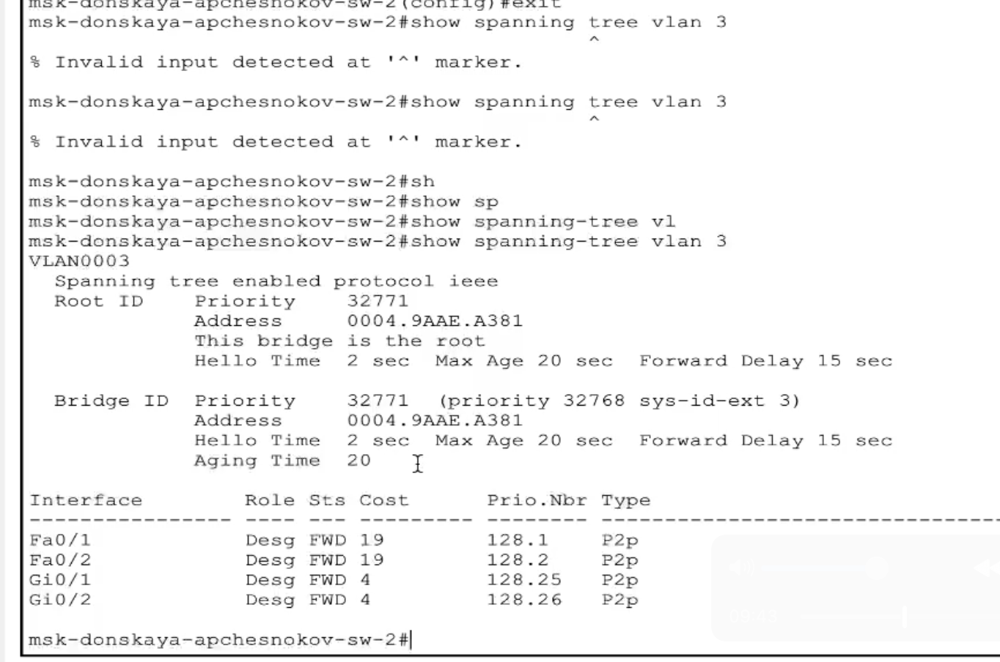 msk-donskaya-apchesnokov-sw-2(config)#exit
msk-donskaya-apchesnokov-sw-2#show spanning tree vlan 3
^
% Invalid input detected at '^' marker.
msk-donskaya-apchesnokov-sw-2#show spanning tree vlan 3
^
% Invalid input detected at '^' marker.
msk-donskaya-apchesnokov-sw-2#sh
msk-donskaya-apchesnokov-sw-2#show sp
msk-donskaya-apchesnokov-sw-2#show spanning-tree vl
msk-donskaya-apchesnokov-sw-2#show spanning-tree vlan 3
VLAN0003
Spanning tree enabled protocol ieee
Root ID Priority 32771
Address 0004.9AAE.A381
This bridge is the root
Hello Time 2 sec Max Age 20 sec Forward Delay 15 sec
Bridge ID Priority 32771 (priority 32768 sys-id-ext 3)
Address 0004.9AAE.A381
Hello Time 2 sec Max Age 20 sec Forward Delay 15 sec
Aging Time 20
Interface Role Sts Cost Prio.Nbr Type
---------------- ---- --- --------- -------- --------------------------------
Fa0/1 Desg FWD 19 128.1 P2p
Fa0/2 Desg FWD 19 128.2 P2p
Gi0/1 Desg FWD 4 128.25 P2p
Gi0/2 Desg FWD 4 128.26 P2p
09:43
msk-donskaya-apchesnokov-sw-2#